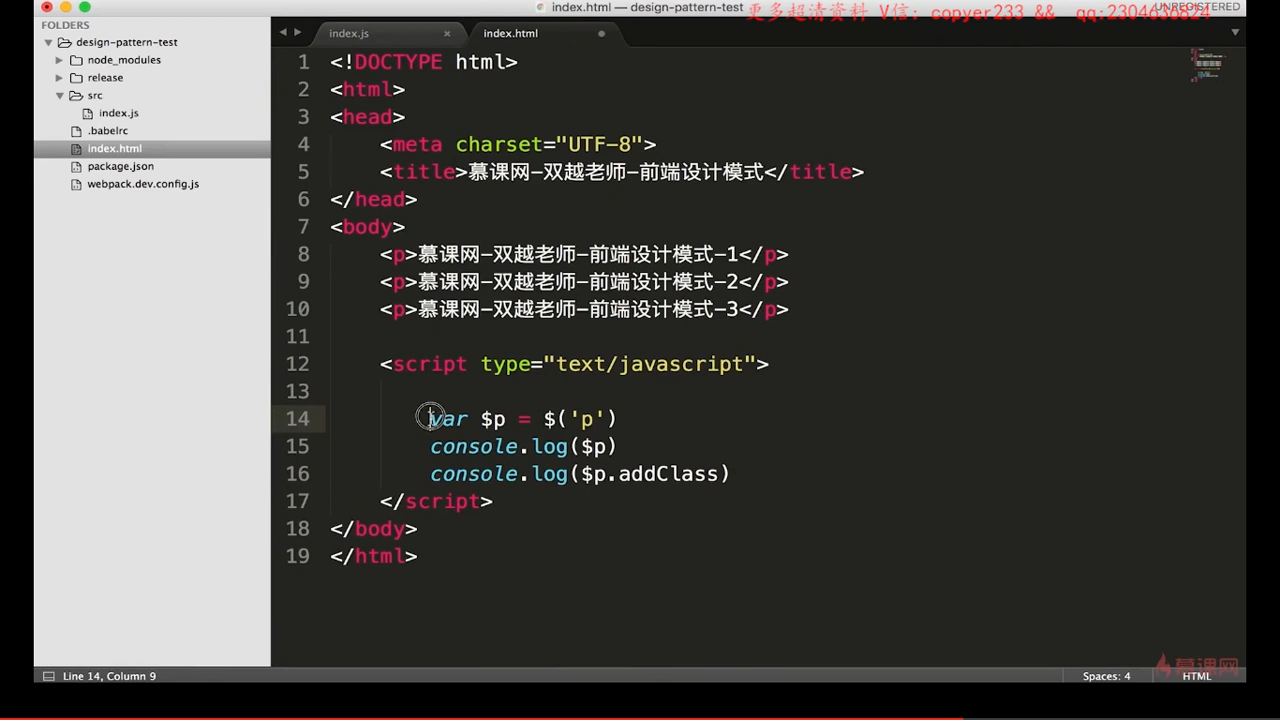 index.html — design-pattern-test
UNREGISTERED
更多超清资料 V信: copyer233 && qq:2304636624
FOLDERS
design-pattern-test
node_modules
release
src
index.js
.babelrc
index.html
package.json
webpack.dev.config.js
index.js × index.html
1 <!DOCTYPE html>
2 <html>
3 <head>
4 <meta charset="UTF-8">
5 <title>慕课网-双越老师-前端设计模式</title>
6 </head>
7 <body>
8 <p>慕课网-双越老师-前端设计模式-1</p>
9 <p>慕课网-双越老师-前端设计模式-2</p>
10 <p>慕课网-双越老师-前端设计模式-3</p>
11
12 <script type="text/javascript">
13
14 var $p = $('p')
15 console.log($p)
16 console.log($p.addClass)
17 </script>
18 </body>
19 </html>
慕课网
Line 14, Column 9
Spaces: 4
HTML